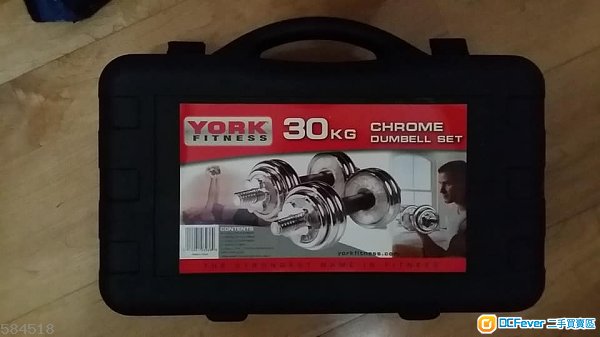 YORK
FITNESS
30KG
CHROME
DUMBELL SET
CONTENTS
yorkfitness.com
THE STRONGEST NAME IN FITNESS
584518
DCFever 二手買賣區